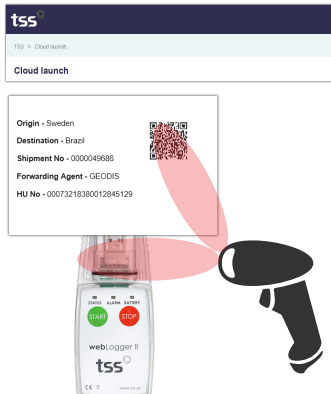 tss
TSS > Cloud launch
Cloud launch
Origin - Sweden
Destination - Brazil
Shipment No - 0000049686
Forwarding Agent - GEODIS
HU No - 00073218380012845129
STATUS ALARM BATTERY
START STOP
webLogger II
tss
CE
www.tss.se